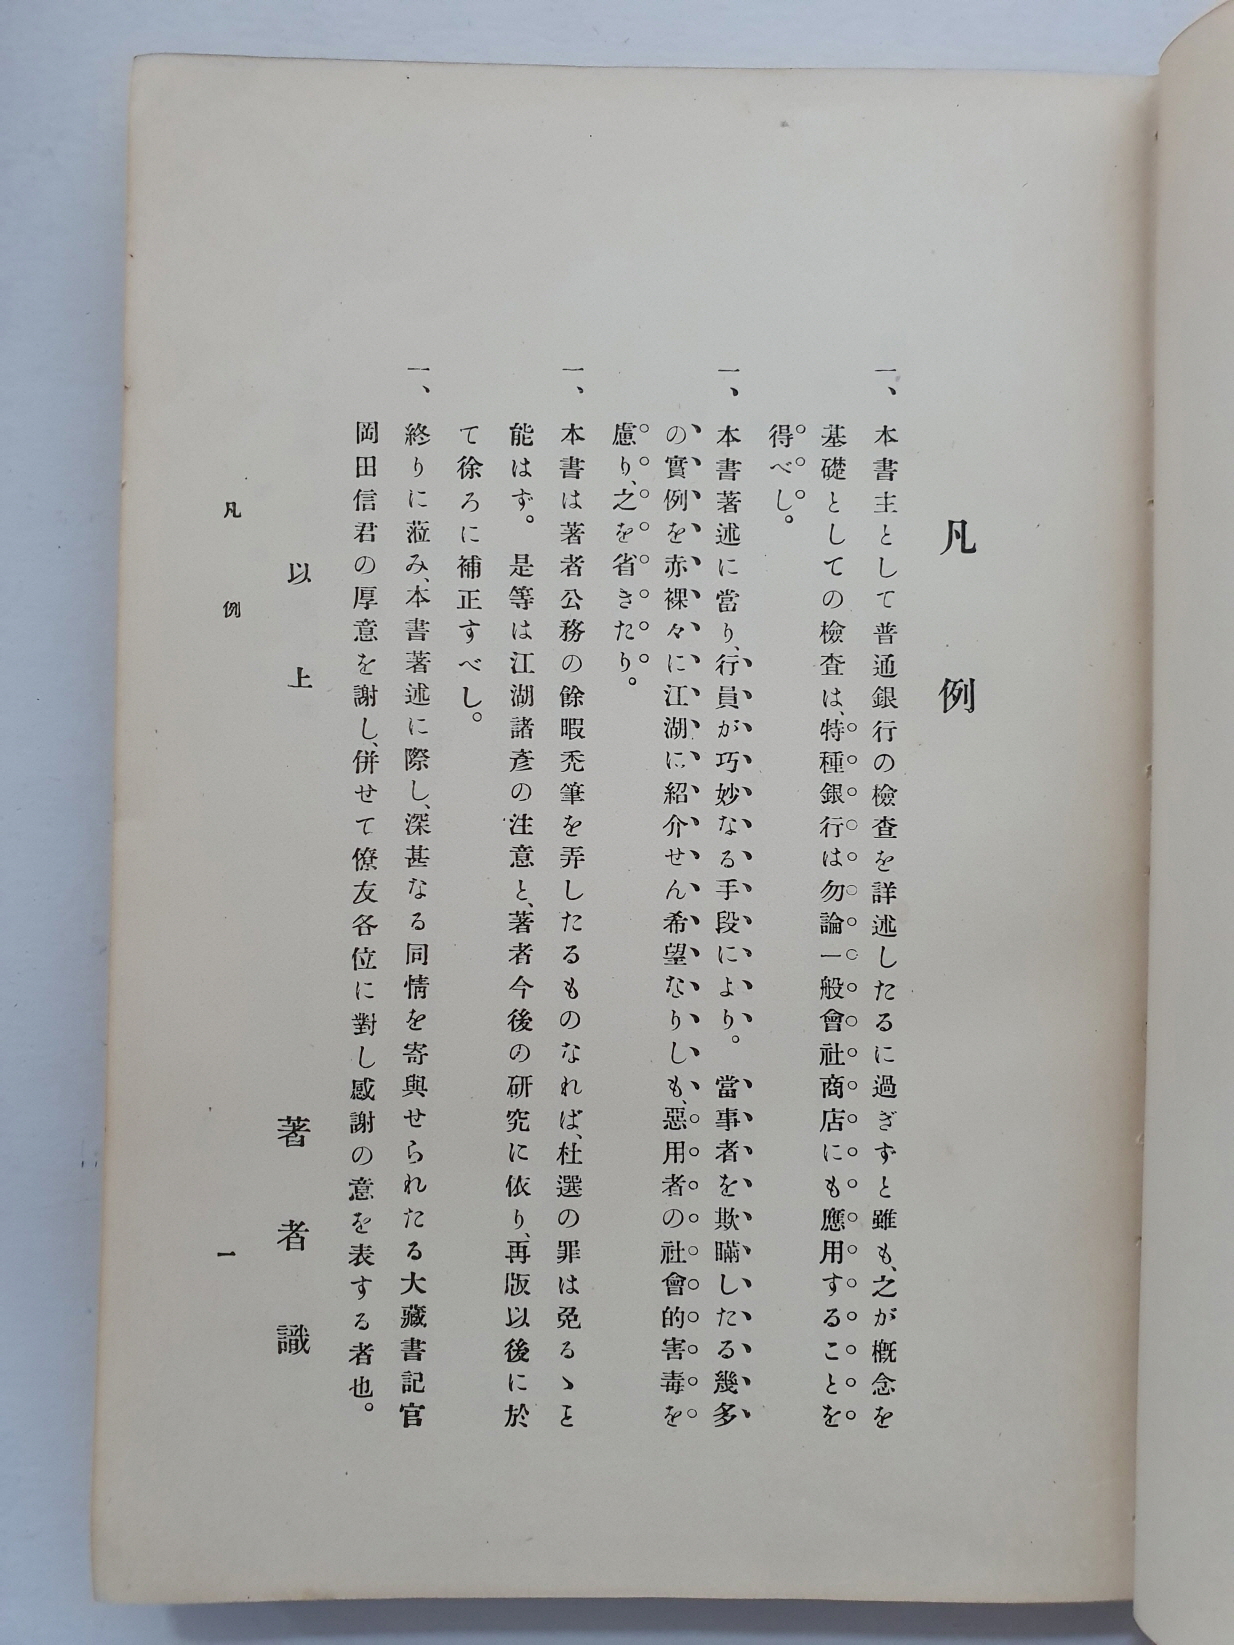 凡例
一、本書主として普通銀行の檢査を詳述したるに過ぎずと雖も、之が概念を
基礎としての檢査は、特種銀行は勿論一般會社商店にも應用することを
得べし。
一、本書著述に當り、行員が巧妙なる手段により。當事者を欺瞞したる幾多
の實例を赤裸々に江湖に紹介せん希望なりしも、惡用者の社會的害毒を
慮り、之を省きたり。
一、本書は著者公務の餘暇禿筆を弄したるものなれば、杜選の罪は免るゝと
能はず。是等は江湖諸彥の注意と、著者今後の硏究に依り、再版以後に於
て徐ろに補正すべし。
一、終りに蒞み、本書著述に際し、深甚なる同情を寄與せられたる大藏書記官
岡田信君の厚意を謝し、併せて僚友各位に對し感謝の意を表する者也。
以上
著者識
凡例
一